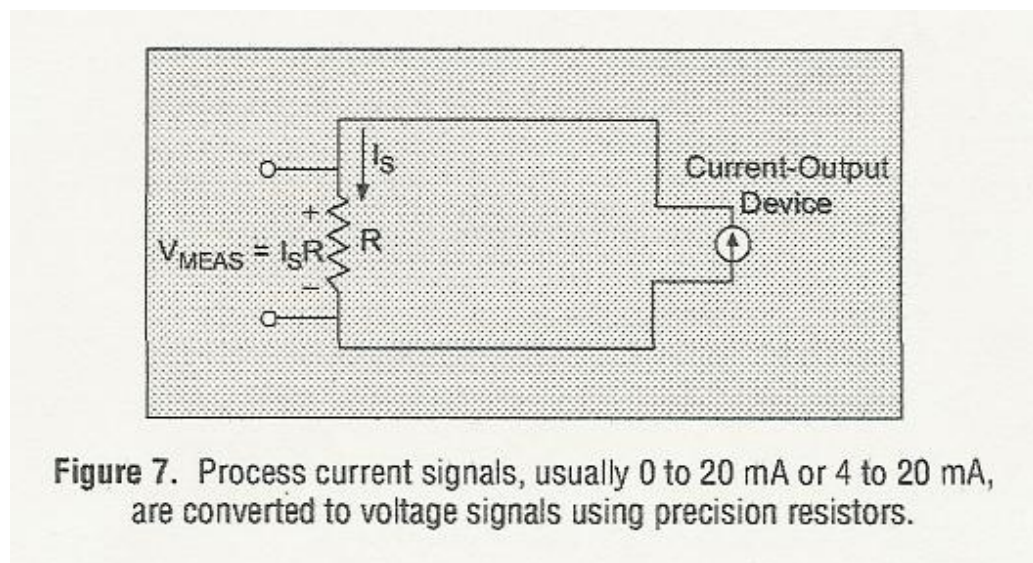 I_S
Current-Output
Device
+
V_MEAS = I_SR
R
–
Figure 7. Process current signals, usually 0 to 20 mA or 4 to 20 mA,
are converted to voltage signals using precision resistors.